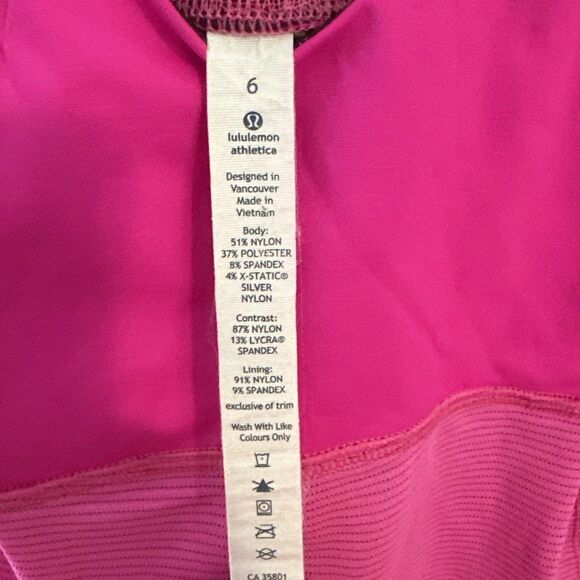 6
lululemon
athletica
Designed in
Vancouver
Made in
Vietnam
Body:
51% NYLON
37% POLYESTER
8% SPANDEX
4% X-STATIC®
SILVER
NYLON
Contrast:
87% NYLON
13% LYCRA®
SPANDEX
Lining:
91% NYLON
9% SPANDEX
exclusive of trim
Wash With Like
Colours Only
CA 35801